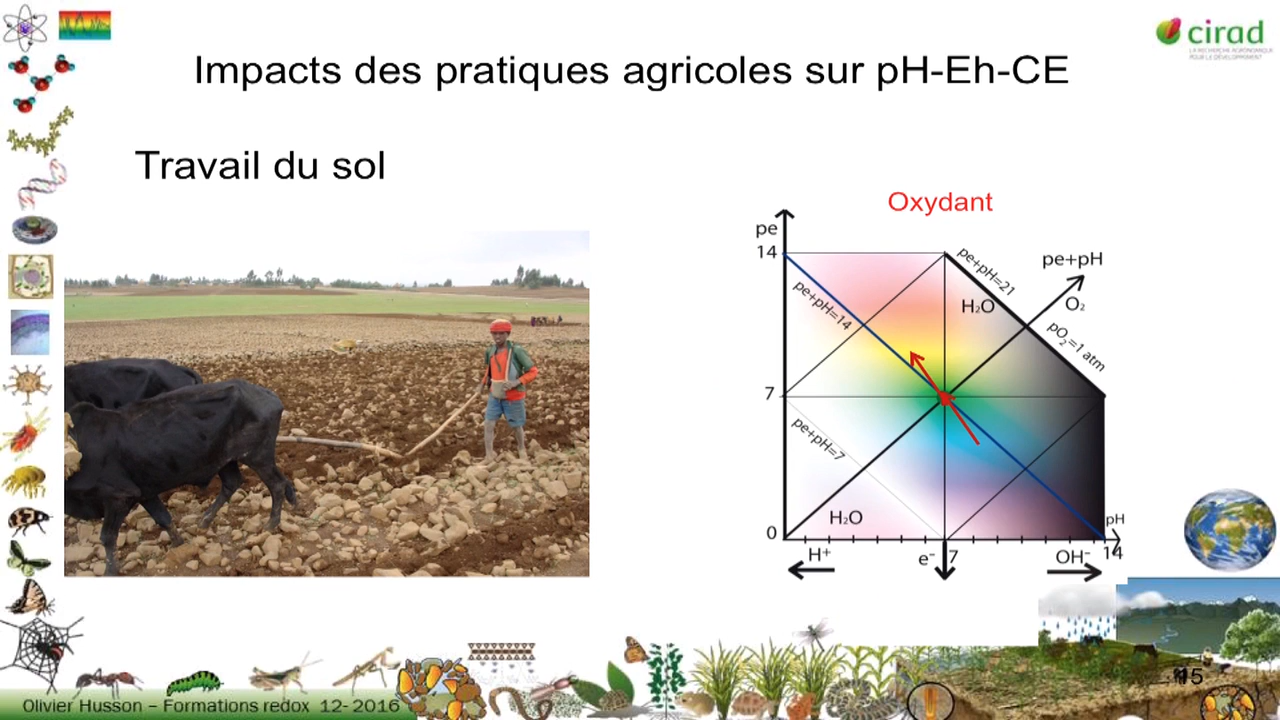 cirad
LA RECHERCHE AGRONOMIQUE
POUR LE DÉVELOPPEMENT
Impacts des pratiques agricoles sur pH-Eh-CE
Travail du sol
Oxydant
pe
14
pe+pH=21
pe+pH
pe+pH=14
H₂O
O₂
pO₂=1 atm
7
pe+pH=7
H₂O
0
pH
H⁺
e⁻
7
OH⁻
14
Olivier Husson – Formations redox 12- 2016